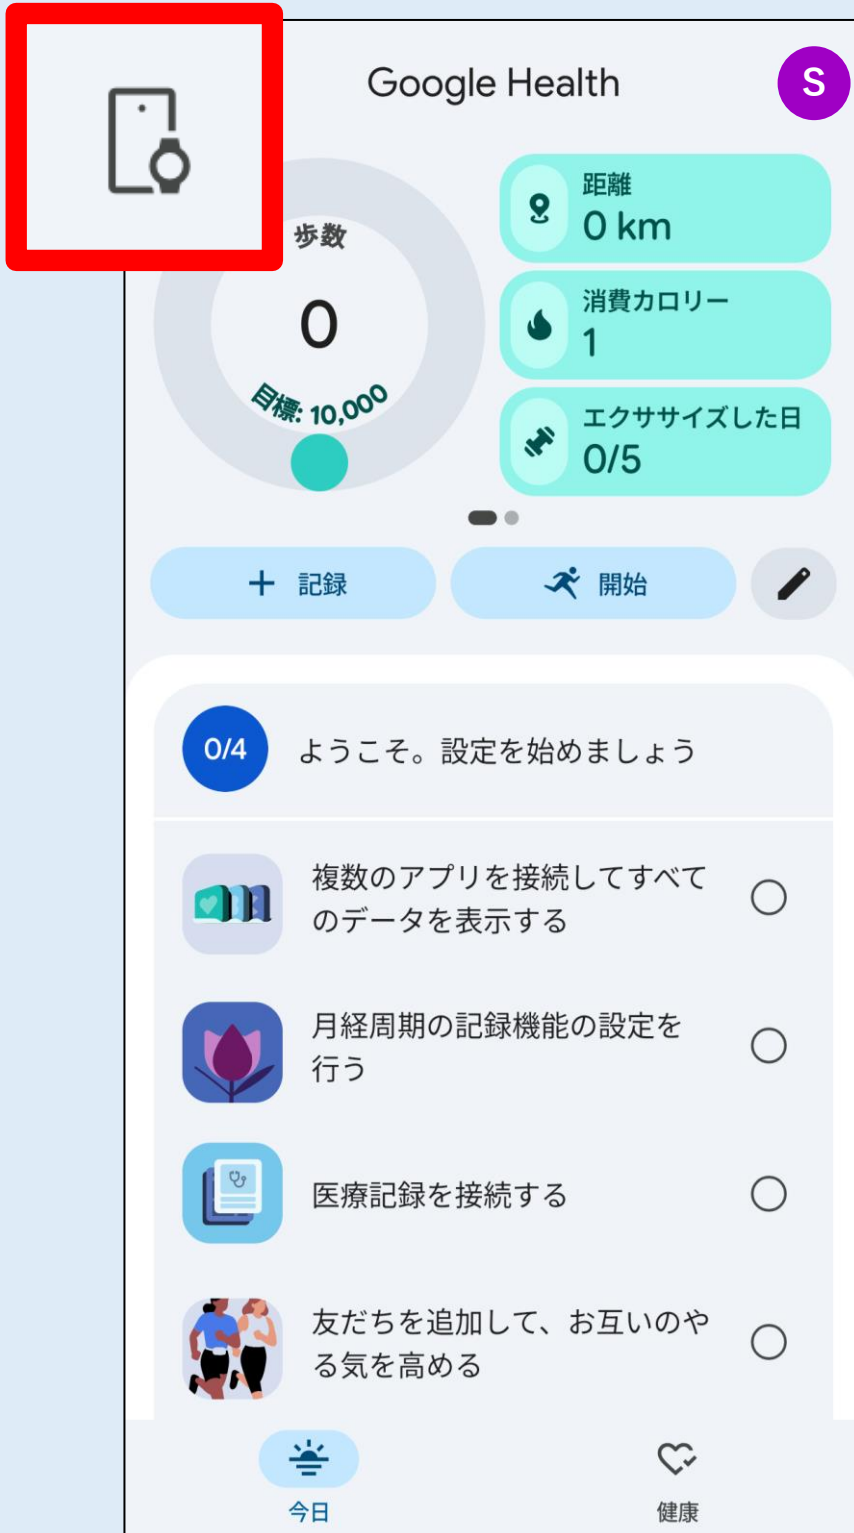 Google Health
S
歩数
0
目標: 10,000
距離
0 km
消費カロリー
1
エクササイズした日
0/5
記録
開始
0/4
ようこそ。設定を始めましょう
複数のアプリを接続してすべて
のデータを表示する
月経周期の記録機能の設定を
行う
医療記録を接続する
友だちを追加して、お互いのや
る気を高める
今日
健康